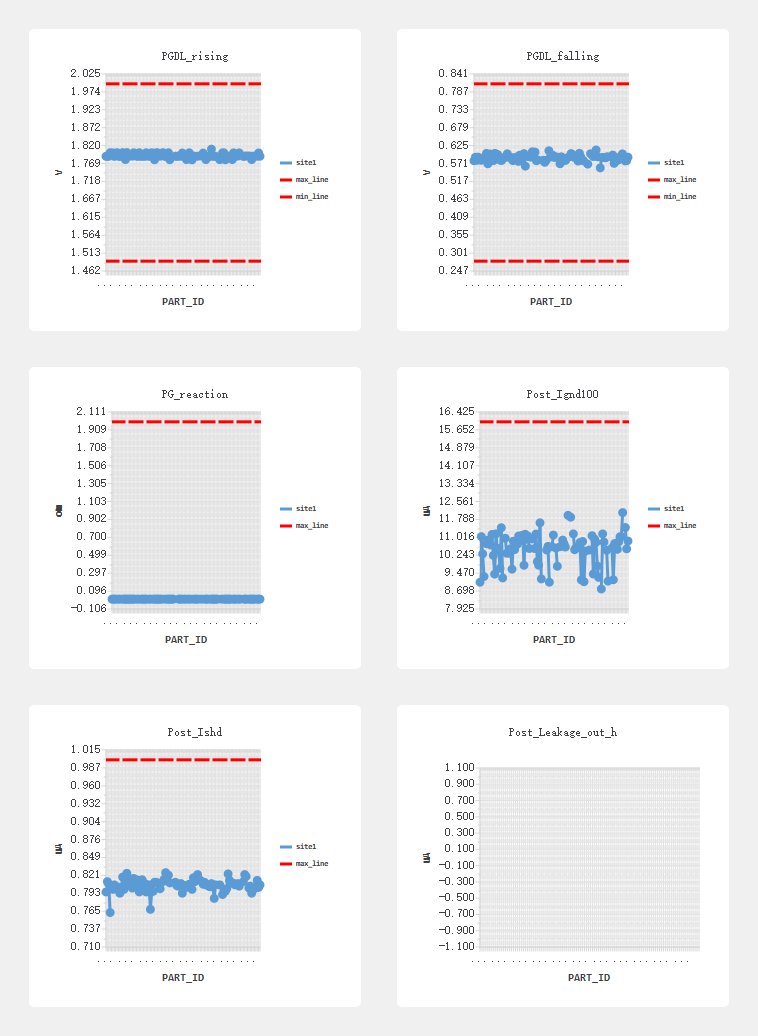 PGDL_rising
2.025
1.974
1.923
1.872
1.820
1.769
1.718
1.667
1.615
1.564
1.513
1.462
V
site1
max_line
min_line
PART_ID
PGDL_falling
0.841
0.787
0.733
0.679
0.625
0.571
0.517
0.463
0.409
0.355
0.301
0.247
V
site1
max_line
min_line
PART_ID
PG_reaction
2.111
1.909
1.708
1.506
1.305
1.103
0.902
0.700
0.499
0.297
0.096
-0.106
site1
max_line
PART_ID
Post_Ignd100
16.425
15.652
14.879
14.107
13.334
12.561
11.788
11.016
10.243
9.470
8.698
7.925
UA
site1
max_line
PART_ID
Post_Ishd
1.015
0.987
0.960
0.932
0.904
0.876
0.849
0.821
0.793
0.765
0.737
0.710
UA
site1
max_line
PART_ID
Post_Leakage_out_h
1.100
0.900
0.700
0.500
0.300
0.100
-0.100
-0.300
-0.500
-0.700
-0.900
-1.100
UA
PART_ID